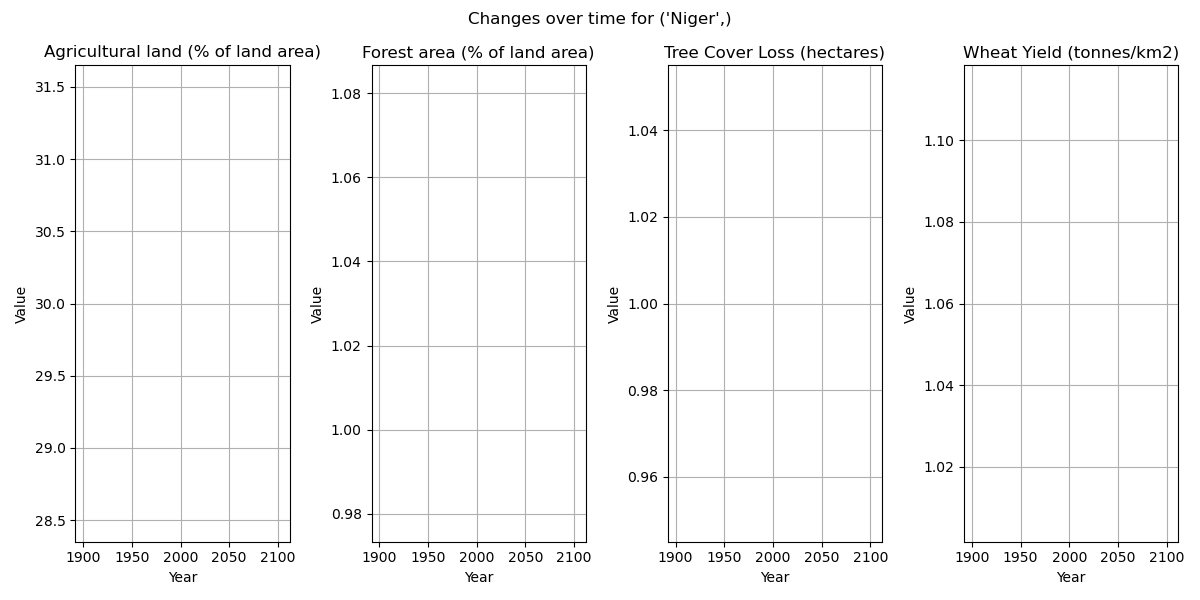 Changes over time for ('Niger',)
Agricultural land (% of land area)
31.5
31.0
30.5
30.0
29.5
29.0
28.5
Value
1900 1950 2000 2050 2100
Year
Forest area (% of land area)
1.08
1.06
1.04
1.02
1.00
0.98
Value
1900 1950 2000 2050 2100
Year
Tree Cover Loss (hectares)
1.04
1.02
1.00
0.98
0.96
Value
1900 1950 2000 2050 2100
Year
Wheat Yield (tonnes/km2)
1.10
1.08
1.06
1.04
1.02
Value
1900 1950 2000 2050 2100
Year